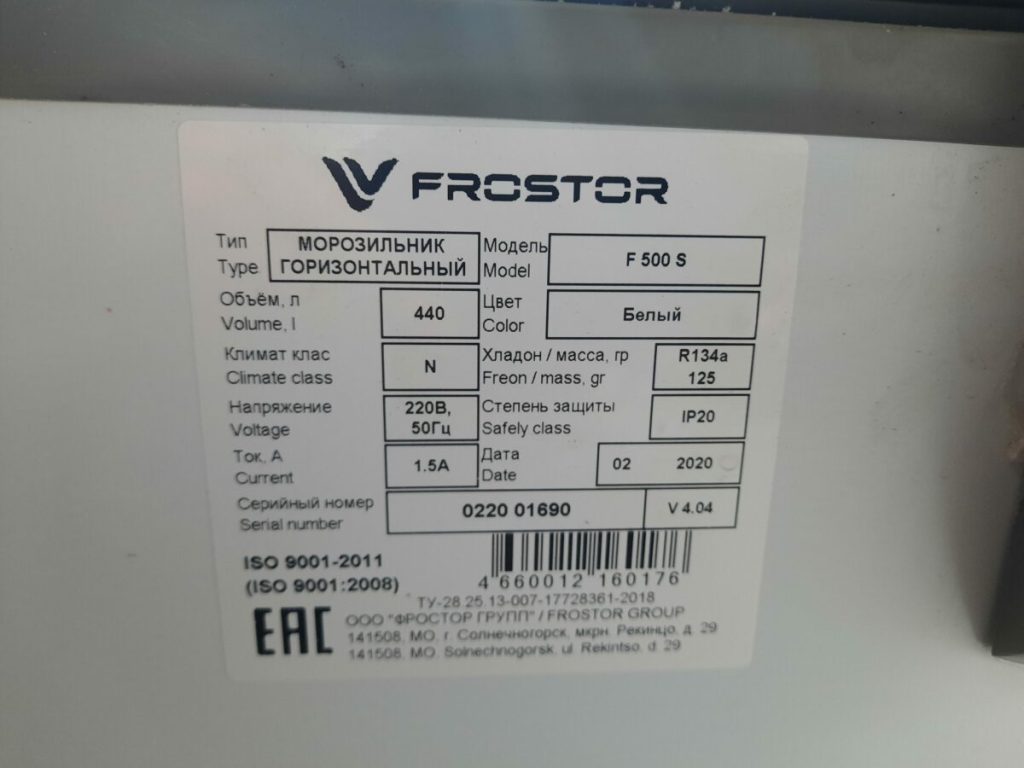 FROSTOR
Тип МОРОЗИЛЬНИК Модель F 500 S
Type ГОРИЗОНТАЛЬНЫЙ Model
Объём, л 440 Цвет Белый
Volume, l Color
Климат клас N Хладон / масса, гр R134a
Climate class Freon / mass, gr 125
Напряжение 220В, Степень защиты IP20
Voltage 50Гц Safely class
Ток, А 1.5А Дата 02 2020
Current Date
Серийный номер 0220 01690 V 4.04
Serial number
ISO 9001-2011
(ISO 9001:2008)
4 660012 160176
ТУ-28.25.13-007-17728361-2018
EAC ООО "ФРОСТОР ГРУПП" / FROSTOR GROUP
141508, МО, г. Солнечногорск, мкрн. Рекинцо, д. 29
141508, MO, Solnechnogorsk, ul. Rekintso, d. 29